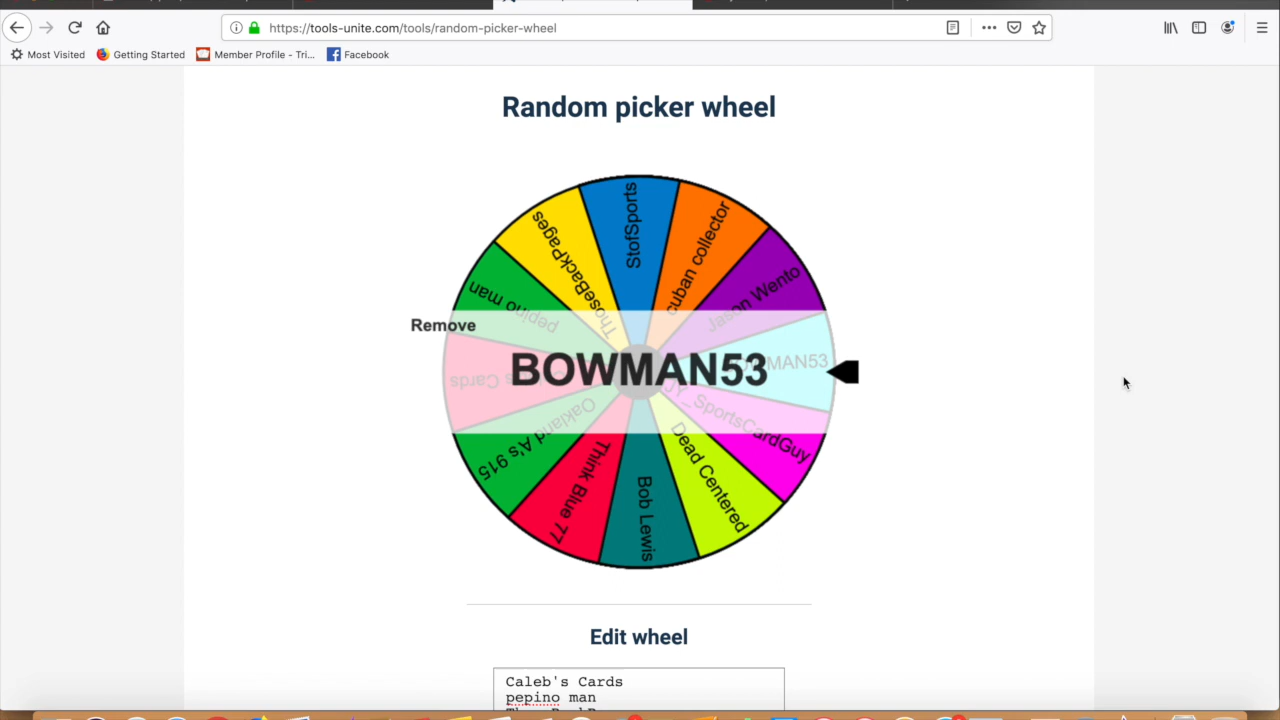 https://tools-unite.com/tools/random-picker-wheel
Most Visited Getting Started Member Profile - Tri... Facebook
Random picker wheel
StofSports
cuban collector
Jason Wento
BOWMAN53
SportsCardGuy
Dead Centered
Bob Lewis
Think Blue 77
Oakland A's 915
Cards
pepino man
ThoseBackPages
Remove
BOWMAN53
Edit wheel
Caleb's Cards
pepino man